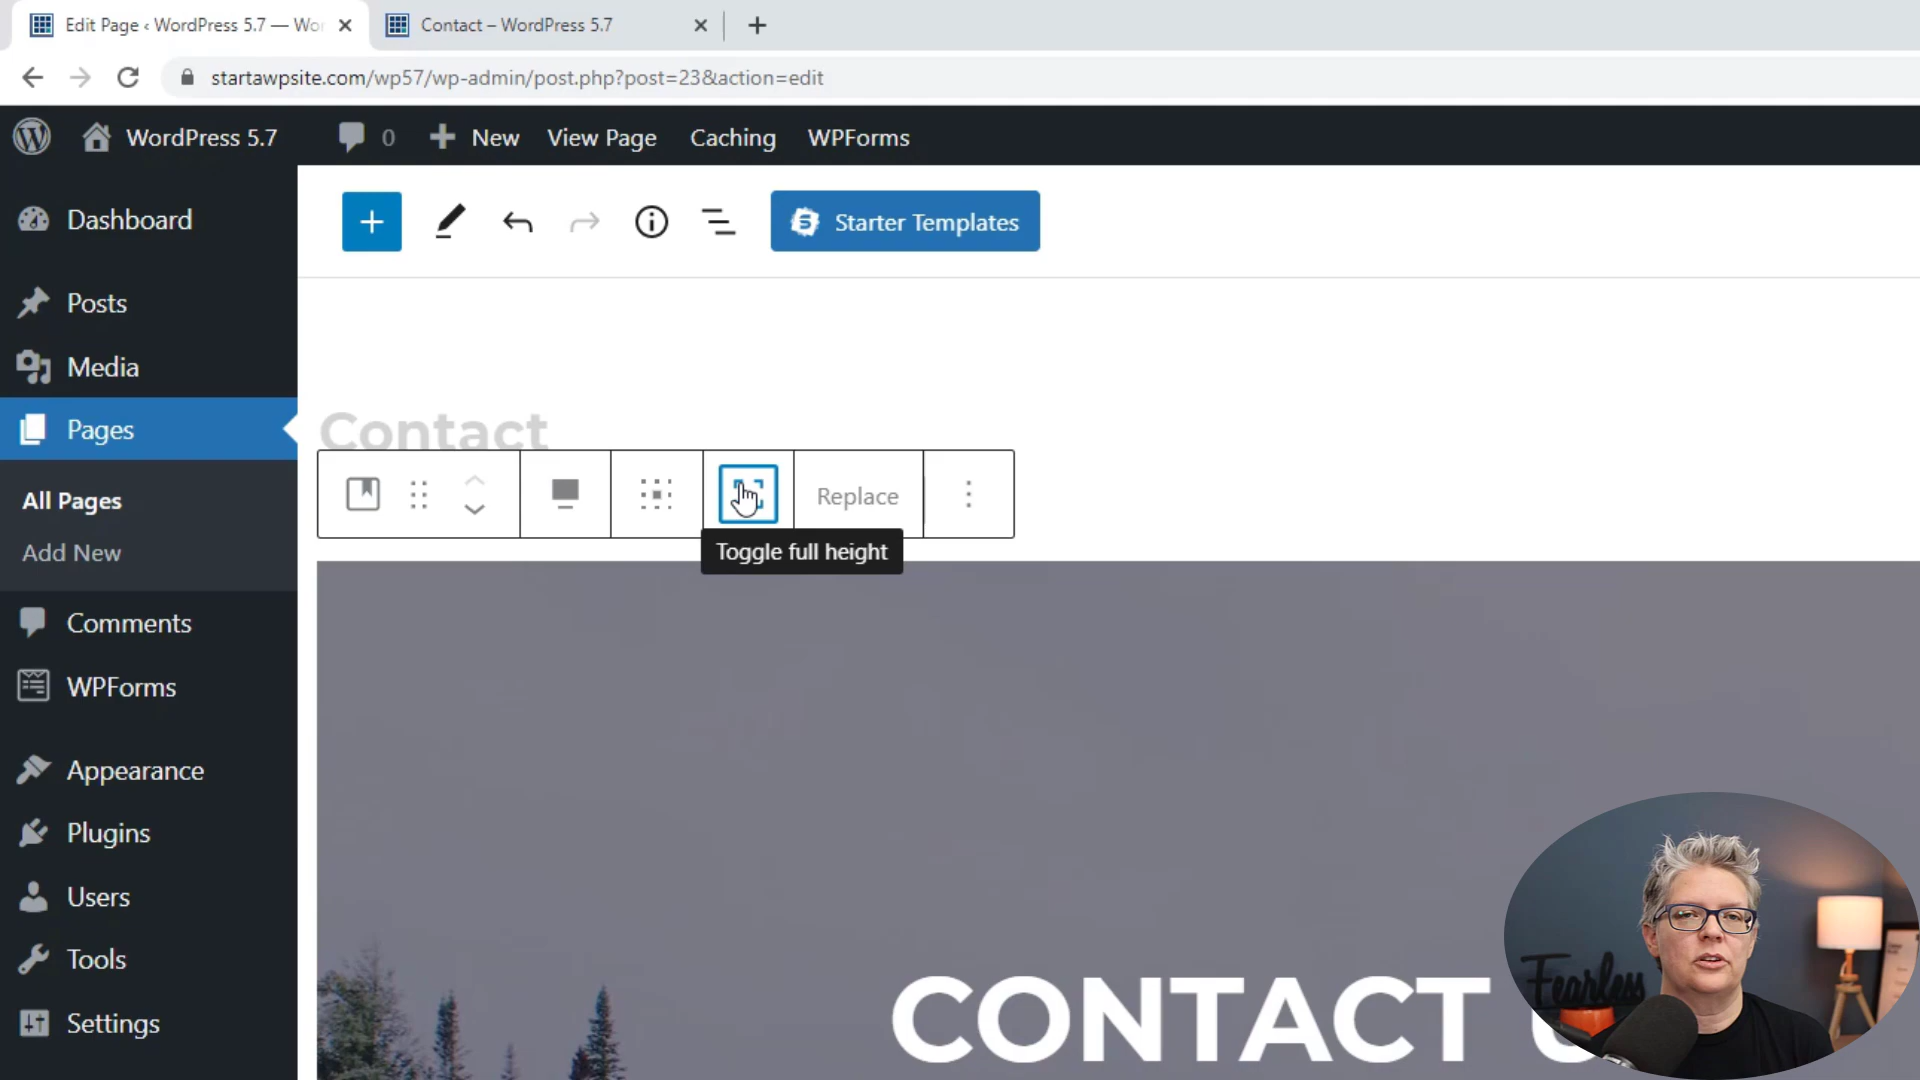 Edit Page ‹ WordPress 5.7 — Wor
Contact – WordPress 5.7
startawpsite.com/wp57/wp-admin/post.php?post=23&action=edit
WordPress 5.7
0
New
View Page
Caching
WPForms
Dashboard
Posts
Media
Pages
All Pages
Add New
Comments
WPForms
Appearance
Plugins
Users
Tools
Settings
Starter Templates
Contact
Replace
Toggle full height
CONTACT U
Fearless